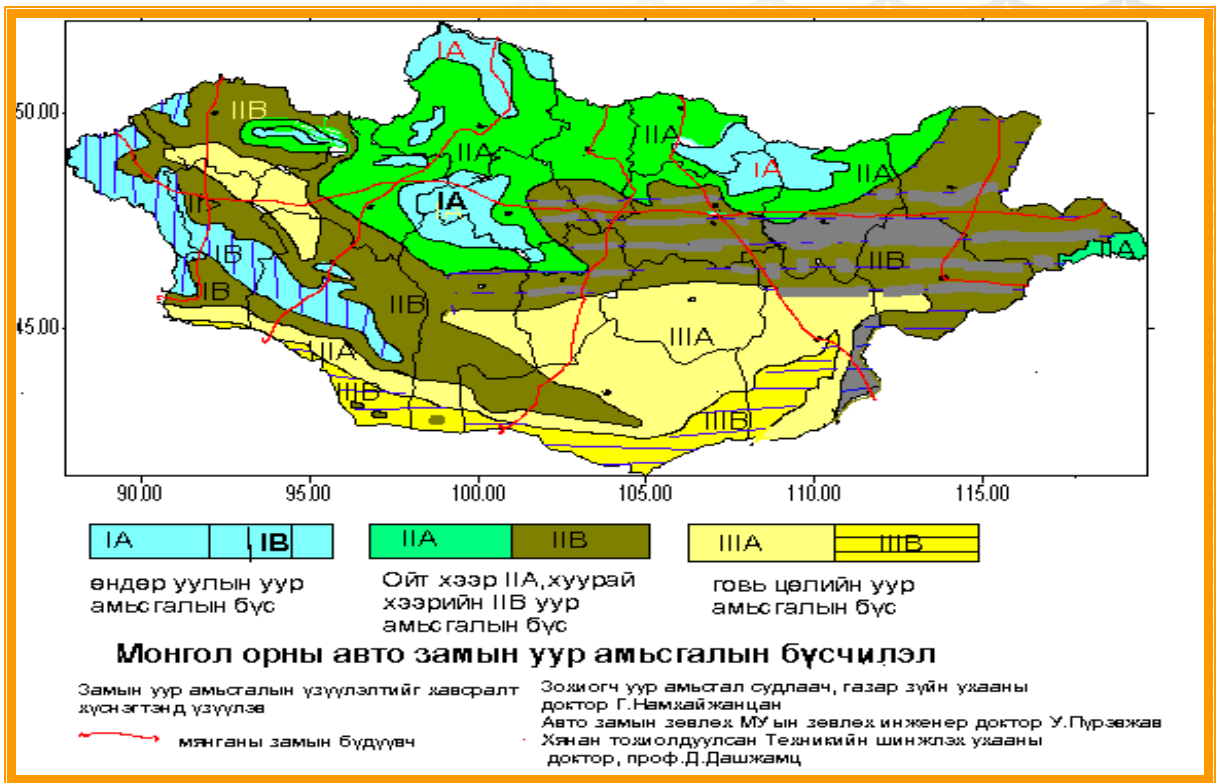 IA
50.00
IIB
IIA
IIA
IA
IIA
IA
II
IB
IIB
IIA
IB
IIB
45.00
IIIA
IIIA
IIIB
IIIB
90.00 95.00 100.00 105.00 110.00 115.00
IA IB IIA IIB IIIA IIIB
өндөр уулын уур
амьсгалын бүс
Ойт хээр IIA,хуурай
хээрийн IIB уур
амьсгалын бүс
говь цөлийн уур
амьсгалын бүс
Монгол орны авто замын уур амьсгалын бүсчилэл
Замын уур амьсгалын үзүүлэлтийг хавсралт
хүснэгтэнд үзүүлэв
мянганы замын бүдүүвч
Зохиогч уур амьсгал судлаач, газар зүйн ухааны
доктор Г.Намхайжанцан
Авто замын зөвлөх МУ ын зөвлөх инженер доктор У.Пүрэвжав
Хянан тохиолдуулсан Техникийн шинжлэх ухааны
доктор, проф.Д.Дашжамц